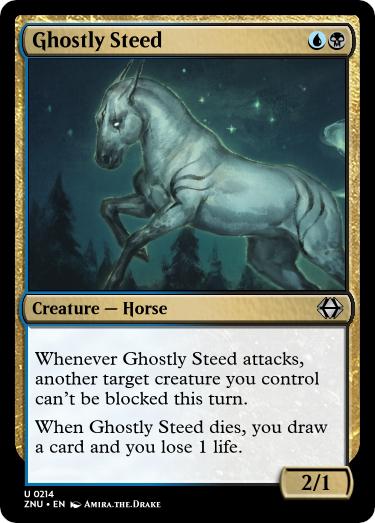 Ghostly Steed
Creature — Horse
Whenever Ghostly Steed attacks,
another target creature you control
can't be blocked this turn.
When Ghostly Steed dies, you draw
a card and you lose 1 life.
2/1
U 0214
ZNU • EN Amira.the.Drake